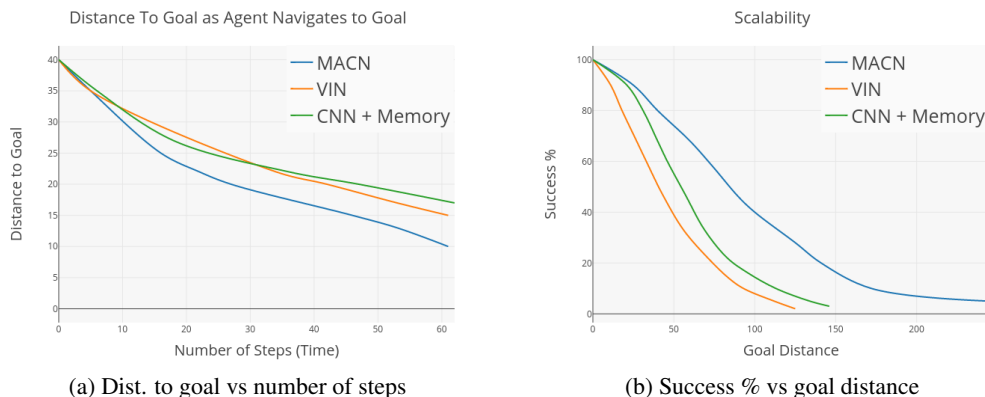 Distance To Goal as Agent Navigates to Goal
40
35
30
25
20
15
10
5
0
0 10 20 30 40 50 60
Distance to Goal
Number of Steps (Time)
MACN
VIN
CNN + Memory
(a) Dist. to goal vs number of steps
Scalability
100
80
60
40
20
0
0 50 100 150 200
Success %
Goal Distance
MACN
VIN
CNN + Memory
(b) Success % vs goal distance